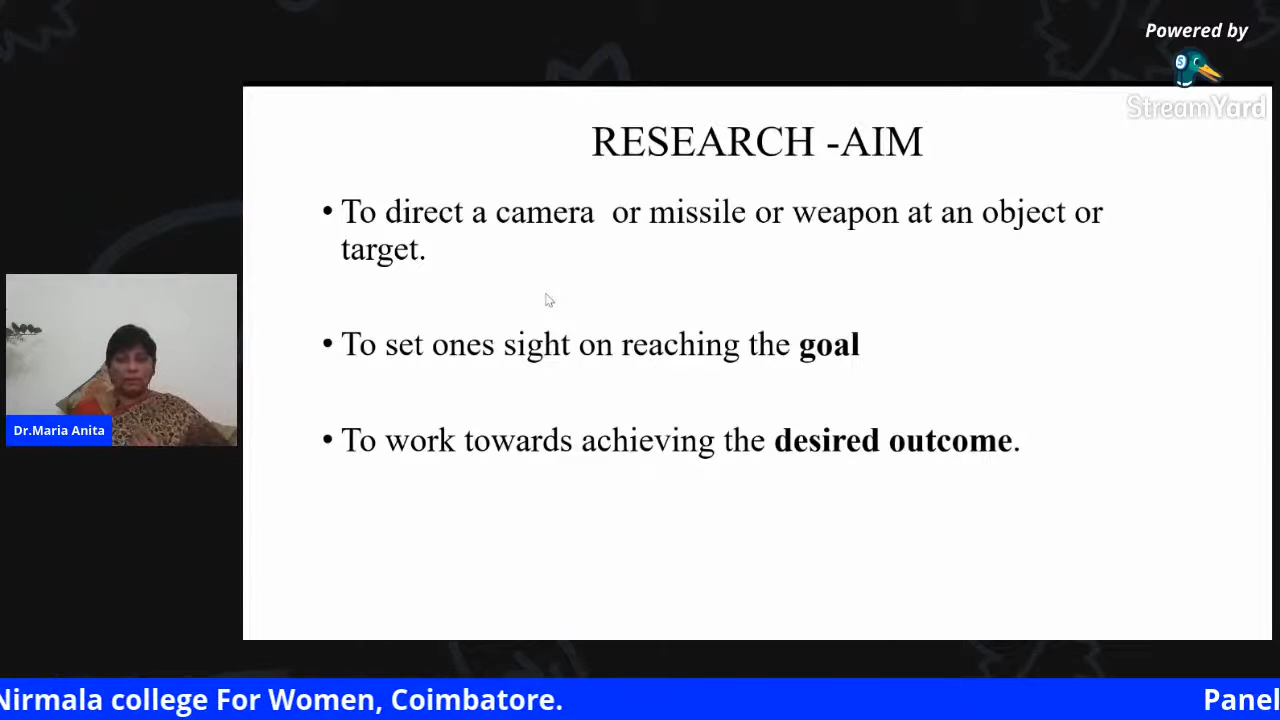 Powered by
StreamYard
RESEARCH -AIM
• To direct a camera or missile or weapon at an object or
target.
• To set ones sight on reaching the goal
• To work towards achieving the desired outcome.
Dr.Maria Anita
Nirmala college For Women, Coimbatore.
Panel